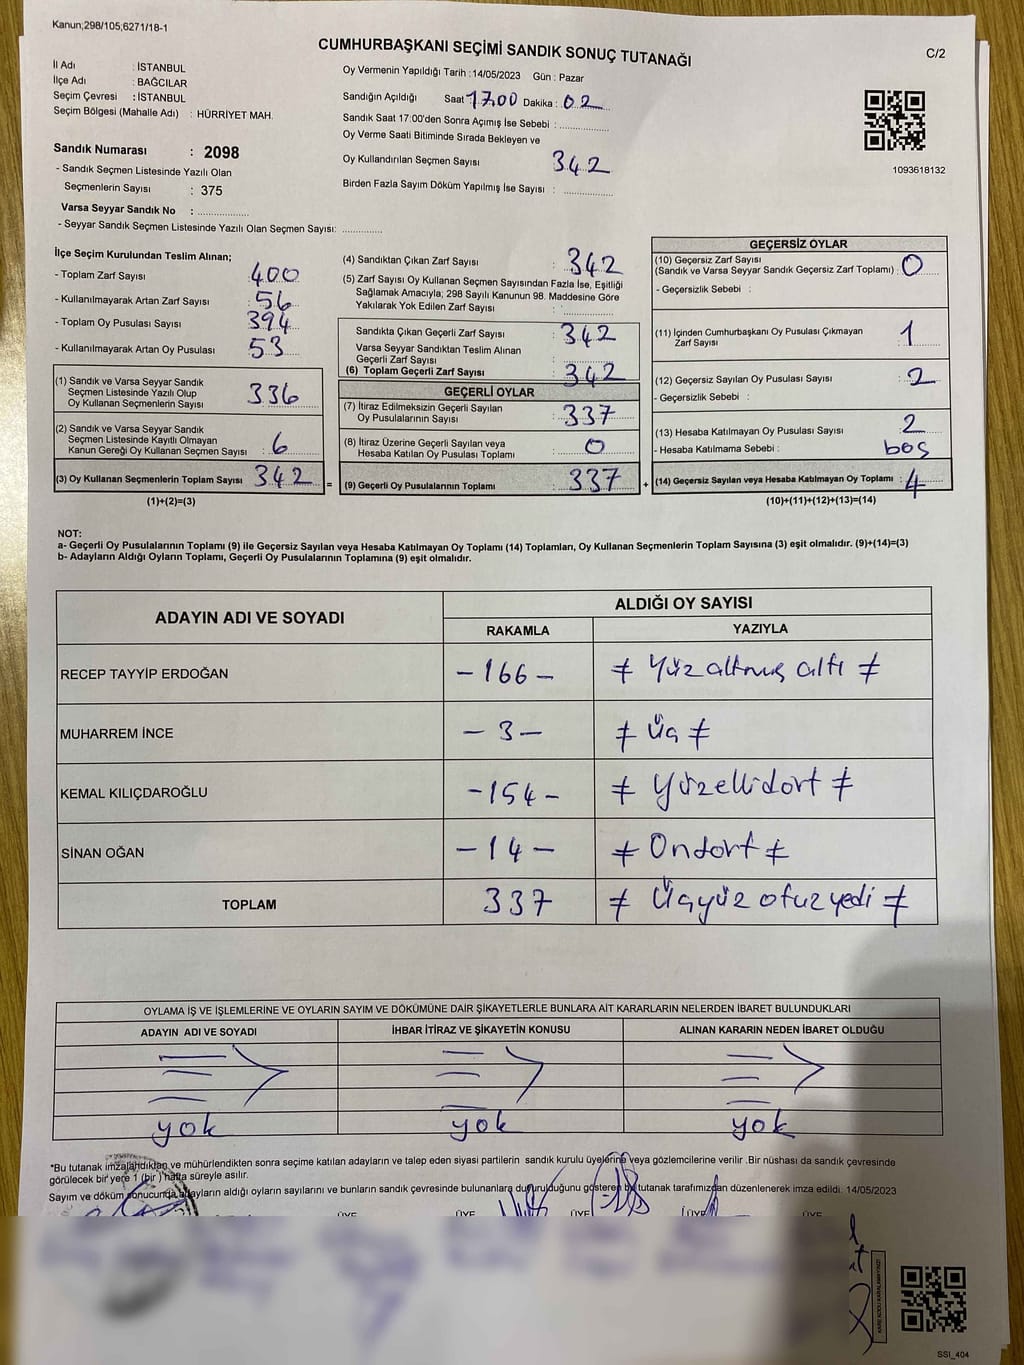 Kanun;298/105;6271/18-1
CUMHURBAŞKANI SEÇİMİ SANDIK SONUÇ TUTANAĞI
C/2
İl Adı : İSTANBUL
İlçe Adı : BAĞCILAR
Seçim Çevresi : İSTANBUL
Seçim Bölgesi (Mahalle Adı) : HÜRRİYET MAH.
Sandık Numarası : 2098
- Sandık Seçmen Listesinde Yazılı Olan
Seçmenlerin Sayısı : 375
Varsa Seyyar Sandık No : ................
- Seyyar Sandık Seçmen Listesinde Yazılı Olan Seçmen Sayısı: ............
Oy Vermenin Yapıldığı Tarih : 14/05/2023 Gün : Pazar
Sandığın Açıldığı Saat 17.00 Dakika : 02
Sandık Saat 17:00'den Sonra Açımış İse Sebebi : ..............
Oy Verme Saati Bitiminde Sırada Bekleyen ve
Oy Kullandırılan Seçmen Sayısı 342
Birden Fazla Sayım Döküm Yapılmış İse Sayısı : ..............
1093618132
İlçe Seçim Kurulundan Teslim Alınan;
- Toplam Zarf Sayısı : 400
- Kullanılmayarak Artan Zarf Sayısı : 56
- Toplam Oy Pusulası Sayısı : 394
- Kullanılmayarak Artan Oy Pusulası : 53
(1) Sandık ve Varsa Seyyar Sandık
Seçmen Listesinde Yazılı Olup
Oy Kullanan Seçmenlerin Sayısı : 336
(2) Sandık ve Varsa Seyyar Sandık
Seçmen Listesinde Kayıtlı Olmayan
Kanun Gereği Oy Kullanan Seçmen Sayısı : 6
(3) Oy Kullanan Seçmenlerin Toplam Sayısı : 342 =
(1)+(2)=(3)
(4) Sandıktan Çıkan Zarf Sayısı : 342
(5) Zarf Sayısı Oy Kullanan Seçmen Sayısından Fazla İse, Eşitliği
Sağlamak Amacıyla; 298 Sayılı Kanunun 98. Maddesine Göre
Yakılarak Yok Edilen Zarf Sayısı : ..............
Sandıkta Çıkan Geçerli Zarf Sayısı : 342
Varsa Seyyar Sandıktan Teslim Alınan
Geçerli Zarf Sayısı :
(6) Toplam Geçerli Zarf Sayısı : 342
GEÇERLİ OYLAR
(7) İtiraz Edilmeksizin Geçerli Sayılan
Oy Pusulalarının Sayısı : 337
(8) İtiraz Üzerine Geçerli Sayılan veya
Hesaba Katılan Oy Pusulası Toplamı : 0
(9) Geçerli Oy Pusulalarının Toplamı : 337 +
GEÇERSİZ OYLAR
(10) Geçersiz Zarf Sayısı
(Sandık ve Varsa Seyyar Sandık Geçersiz Zarf Toplamı) : 0
- Geçersizlik Sebebi :
(11) İçinden Cumhurbaşkanı Oy Pusulası Çıkmayan
Zarf Sayısı : 1
(12) Geçersiz Sayılan Oy Pusulası Sayısı : 2
- Geçersizlik Sebebi :
(13) Hesaba Katılmayan Oy Pusulası Sayısı : 2
- Hesaba Katılmama Sebebi : boş
(14) Geçersiz Sayılan veya Hesaba Katılmayan Oy Toplamı : 4
(10)+(11)+(12)+(13)=(14)
NOT:
a- Geçerli Oy Pusulalarının Toplamı (9) ile Geçersiz Sayılan veya Hesaba Katılmayan Oy Toplamı (14) Toplamları, Oy Kullanan Seçmenlerin Toplam Sayısına (3) eşit olmalıdır. (9)+(14)=(3)
b- Adayların Aldığı Oyların Toplamı, Geçerli Oy Pusulalarının Toplamına (9) eşit olmalıdır.
ADAYIN ADI VE SOYADI
ALDIĞI OY SAYISI
RAKAMLA YAZIYLA
RECEP TAYYİP ERDOĞAN -166- ≠ Yüz altmış altı ≠
MUHARREM İNCE -3- ≠ Üç ≠
KEMAL KILIÇDAROĞLU -154- ≠ Yüzellidört ≠
SİNAN OĞAN -14- ≠ Ondort ≠
TOPLAM 337 ≠ Üçyüz otuz yedi ≠
OYLAMA İŞ VE İŞLEMLERİNE VE OYLARIN SAYIM VE DÖKÜMÜNE DAİR ŞİKAYETLERLE BUNLARA AİT KARARLARIN NELERDEN İBARET BULUNDUKLARI
ADAYIN ADI VE SOYADI İHBAR İTİRAZ VE ŞİKAYETİN KONUSU ALINAN KARARIN NEDEN İBARET OLDUĞU
yok yok yok
*Bu tutanak imzalandıktan ve mühürlendikten sonra seçime katılan adayların ve talep eden siyasi partilerin sandık kurulu üyelerine veya gözlemcilerine verilir .Bir nüshası da sandık çevresinde
görülecek bir yere 1 (bir ) hafta süreyle asılır.
Sayım ve döküm sonucunda adayların aldığı oyların sayılarını ve bunların sandık çevresinde bulunanlara duyurulduğunu gösteren bu tutanak tarafımızdan düzenlenerek imza edildi. 14/05/2023
ÜYE ÜYE ÜYE ÜYE ÜYE
SSI_404